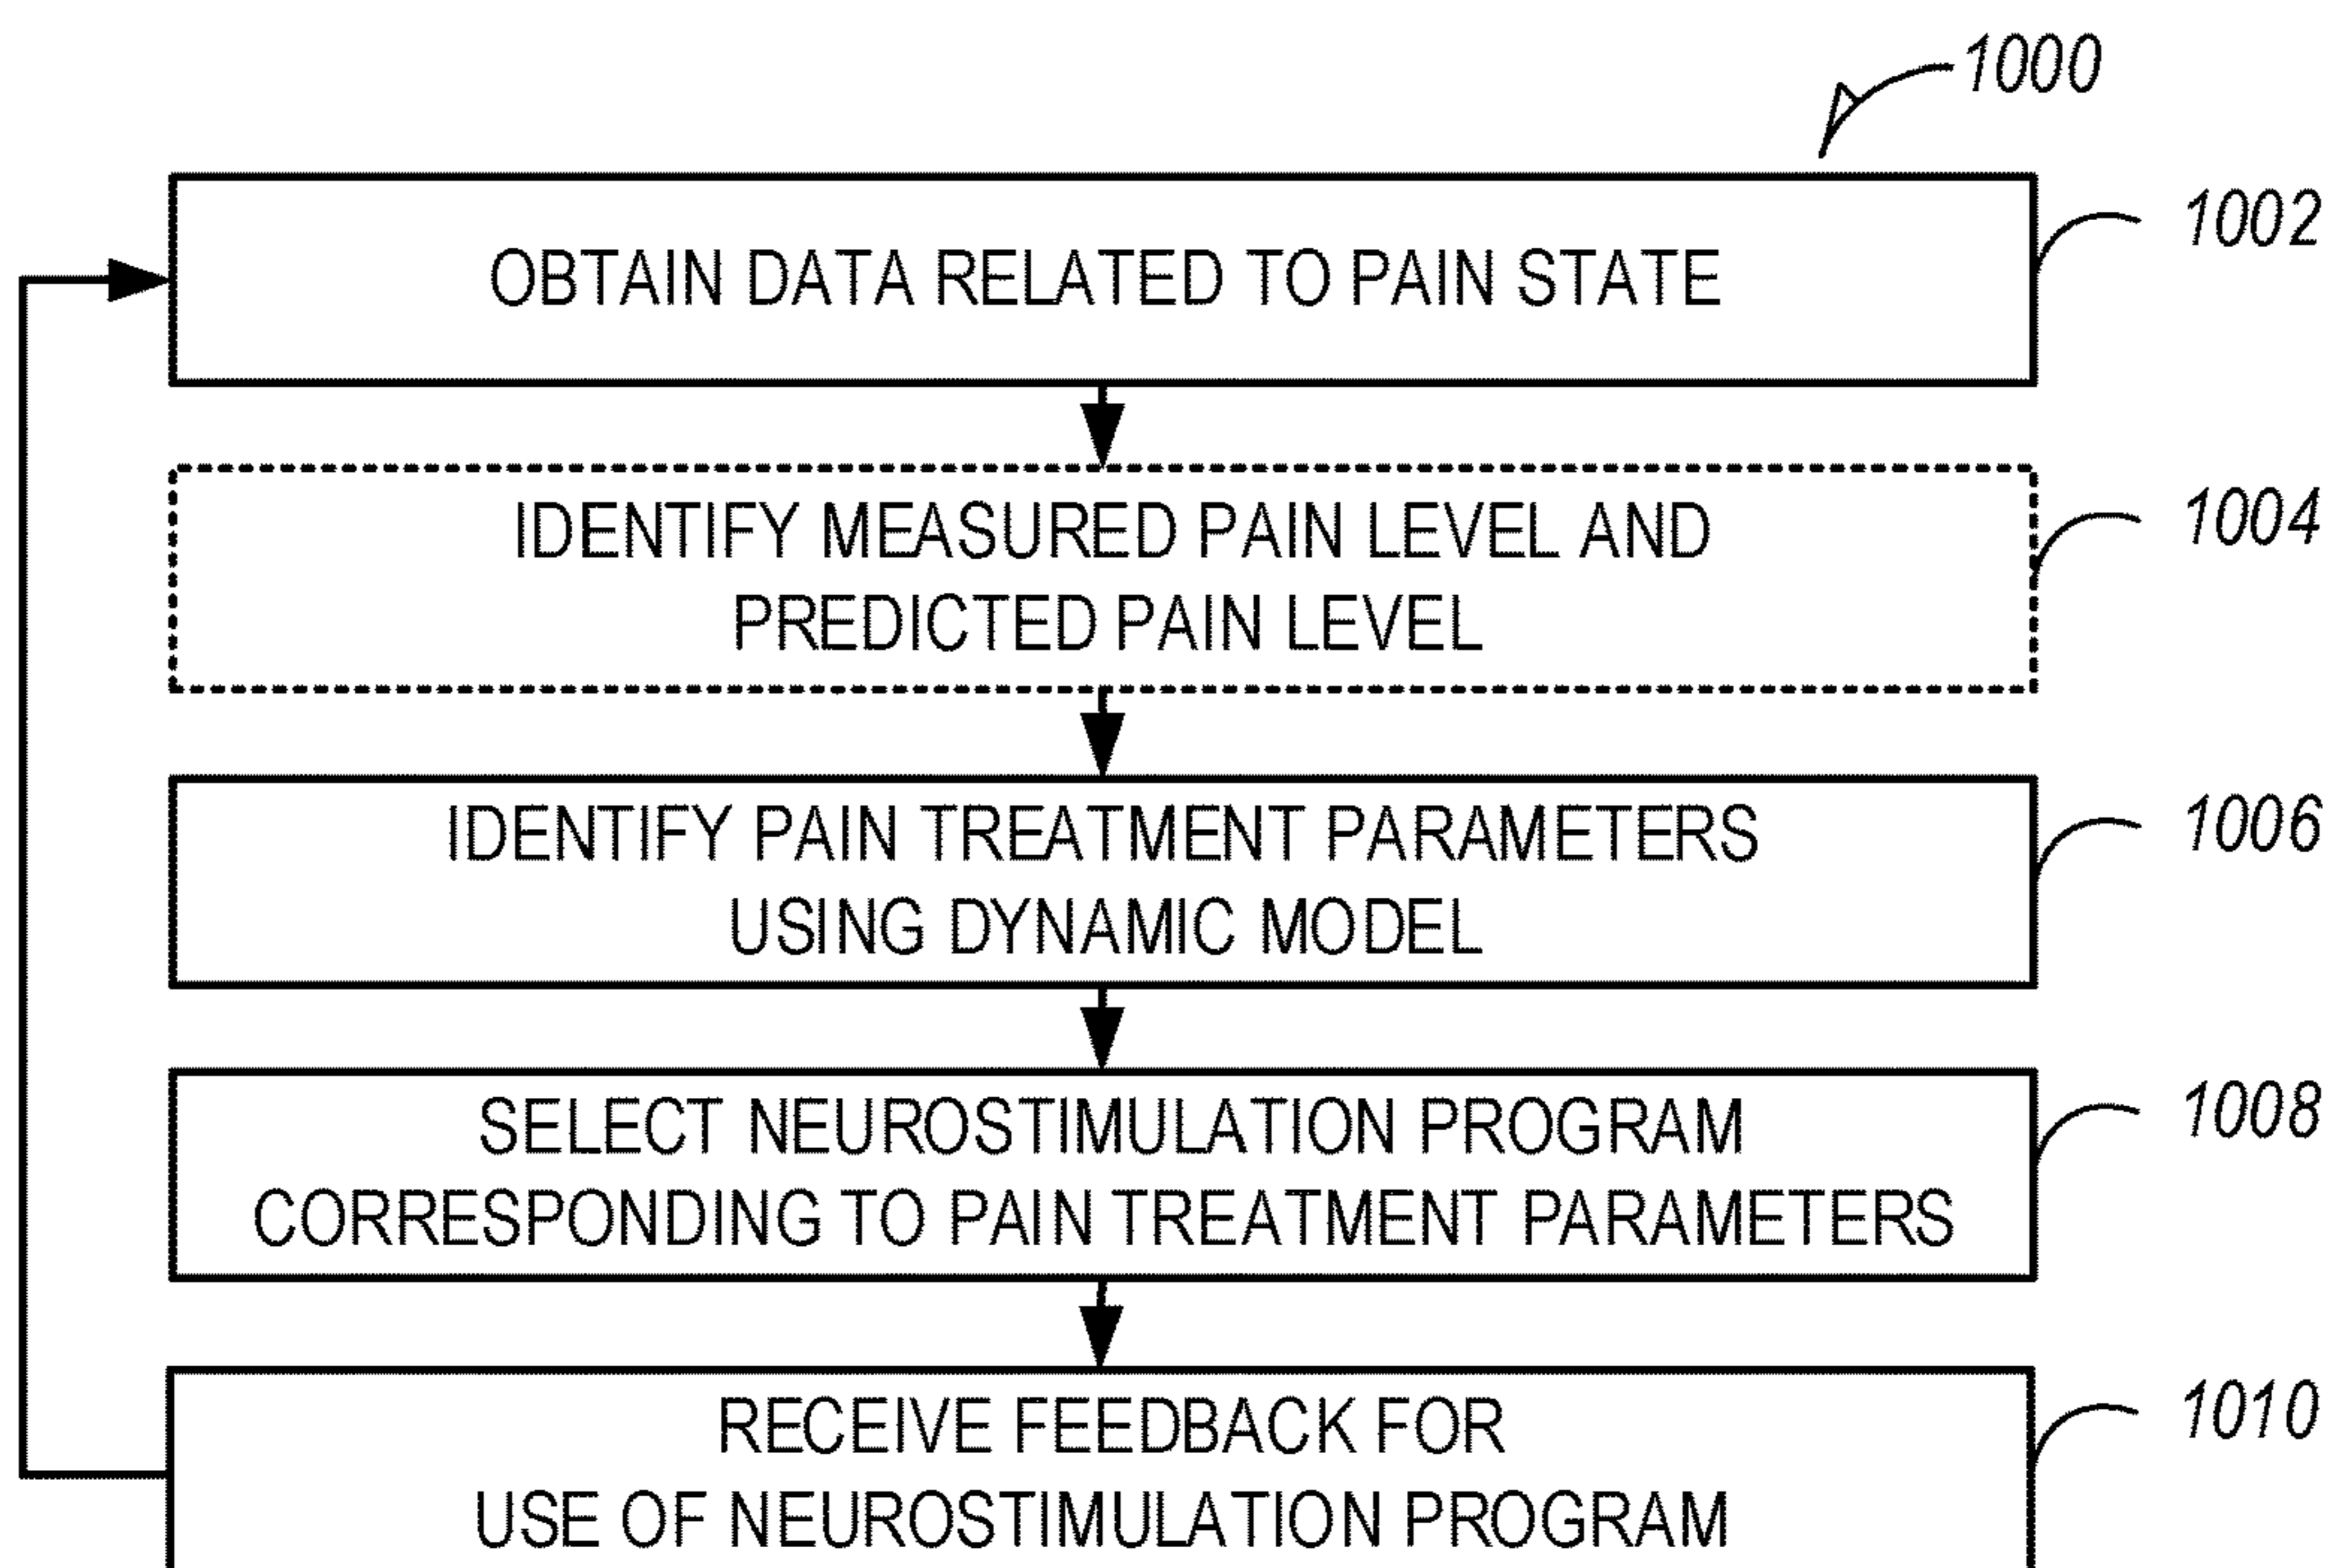 1000
OBTAIN DATA RELATED TO PAIN STATE
1002
IDENTIFY MEASURED PAIN LEVEL AND
PREDICTED PAIN LEVEL
1004
IDENTIFY PAIN TREATMENT PARAMETERS
USING DYNAMIC MODEL
1006
SELECT NEUROSTIMULATION PROGRAM
CORRESPONDING TO PAIN TREATMENT PARAMETERS
1008
RECEIVE FEEDBACK FOR
USE OF NEUROSTIMULATION PROGRAM
1010